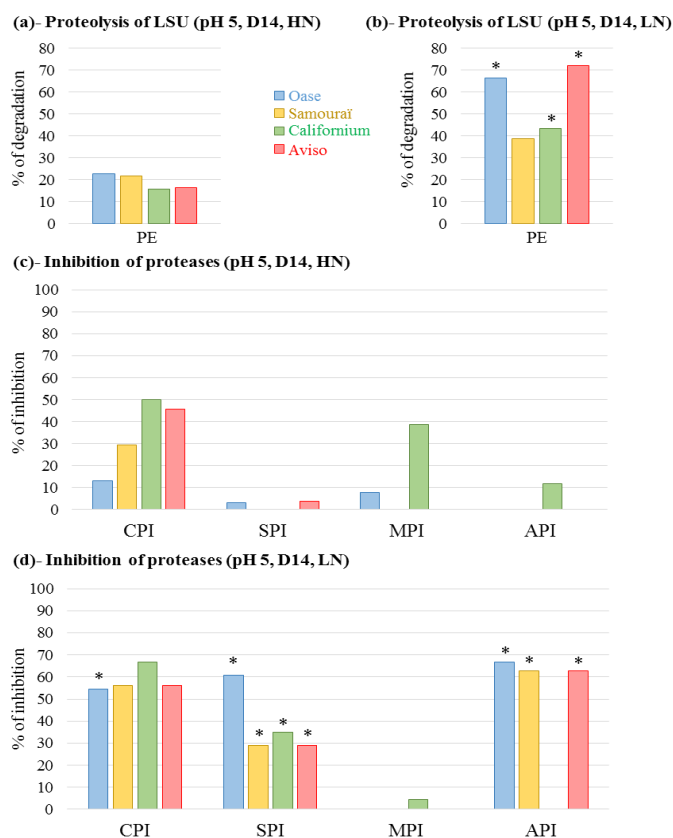 (a)- Proteolysis of LSU (pH 5, D14, HN)
(b)- Proteolysis of LSU (pH 5, D14, LN)
% of degradation
80
70
60
50
40
30
20
10
0
PE
Oase
Samouraï
Californium
Aviso
% of degradation
80
70
60
50
40
30
20
10
0
* * *
PE
(c)- Inhibition of proteases (pH 5, D14, HN)
% of inhibition
100
90
80
70
60
50
40
30
20
10
0
CPI SPI MPI API
(d)- Inhibition of proteases (pH 5, D14, LN)
% of inhibition
100
90
80
70
60
50
40
30
20
10
0
* * * * * * * *
CPI SPI MPI API